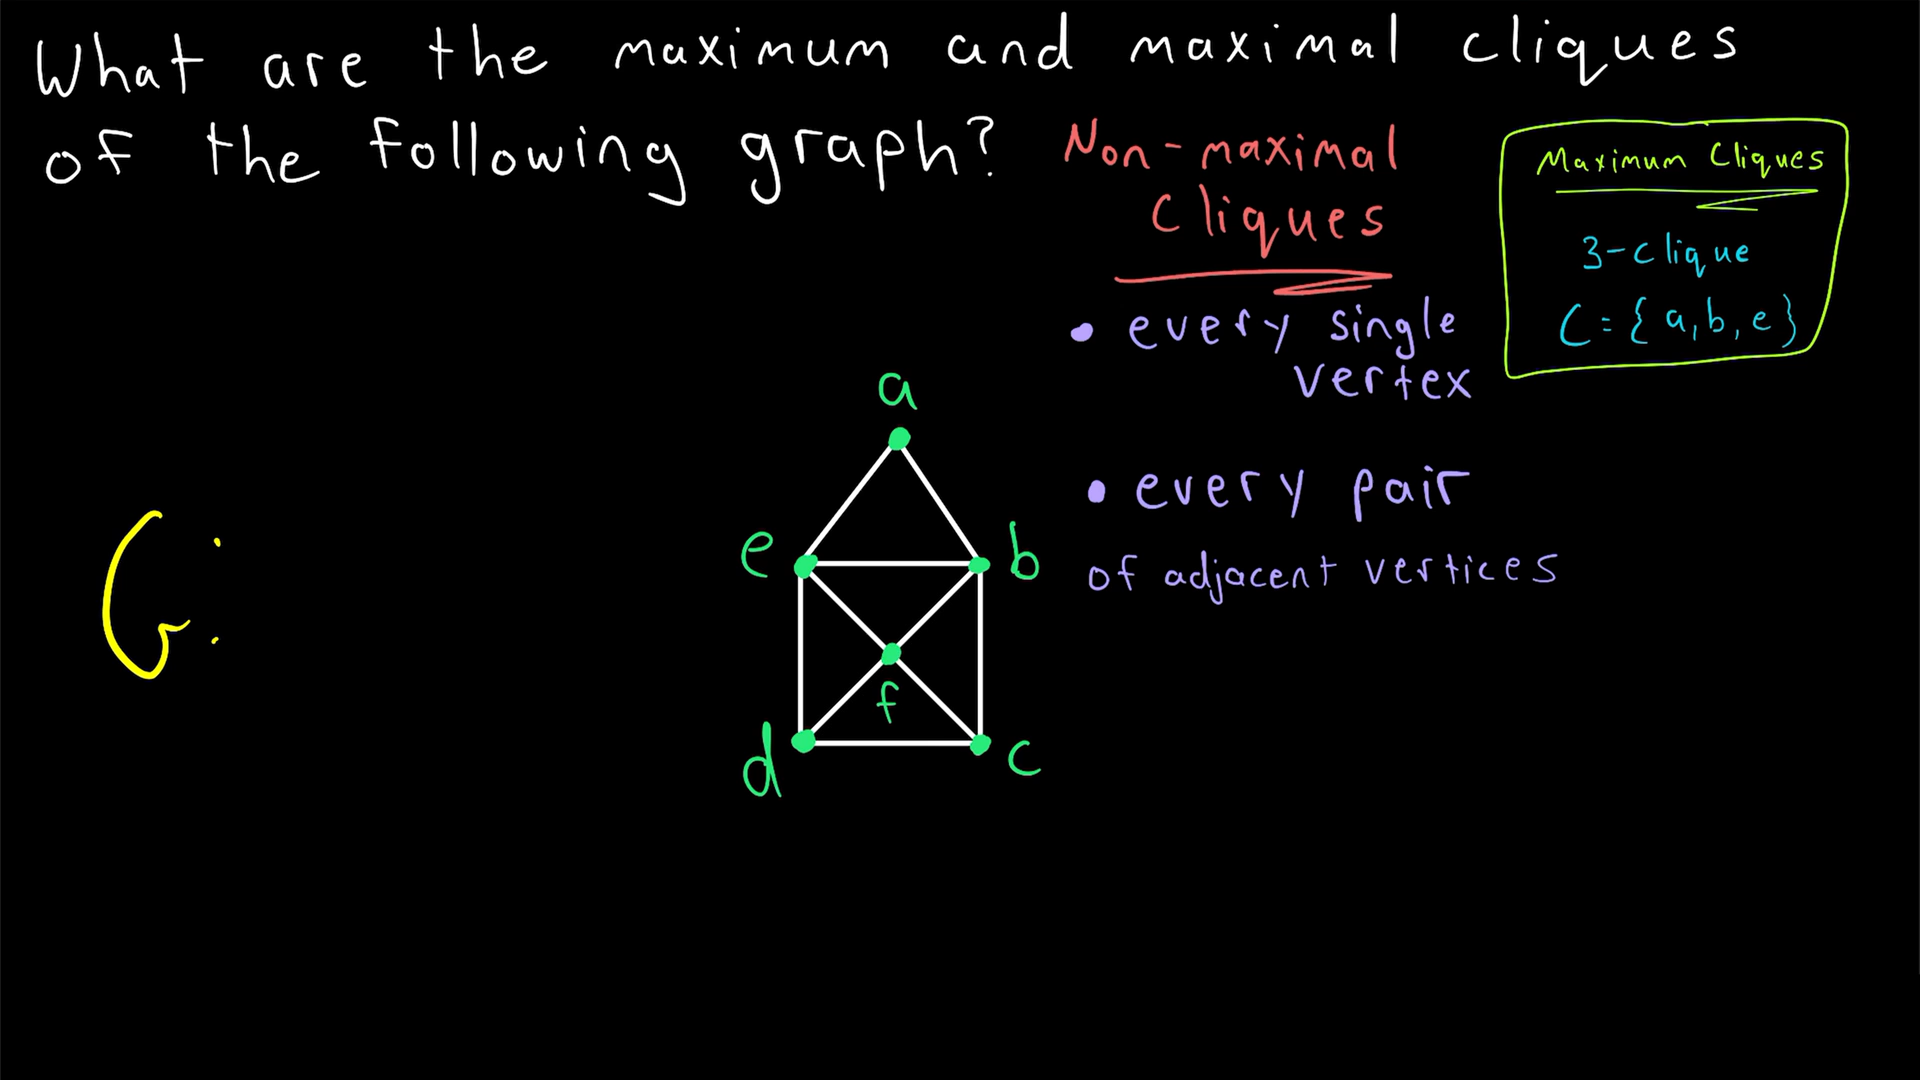 What are the maximum and maximal cliques
of the following graph?
Non-maximal
Cliques
• every single
vertex
• every pair
of adjacent vertices
Maximum Cliques
3-clique
C={a,b,e}
G:
a
e
b
f
d
c